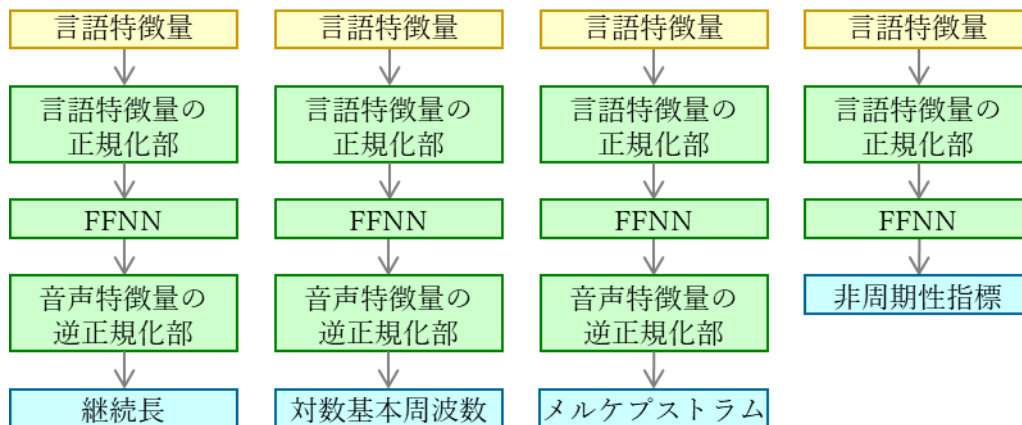 言語特徴量
言語特徴量の
正規化部
FFNN
音声特徴量の
逆正規化部
継続長
言語特徴量
言語特徴量の
正規化部
FFNN
音声特徴量の
逆正規化部
対数基本周波数
言語特徴量
言語特徴量の
正規化部
FFNN
音声特徴量の
逆正規化部
メルケプストラム
言語特徴量
言語特徴量の
正規化部
FFNN
非周期性指標